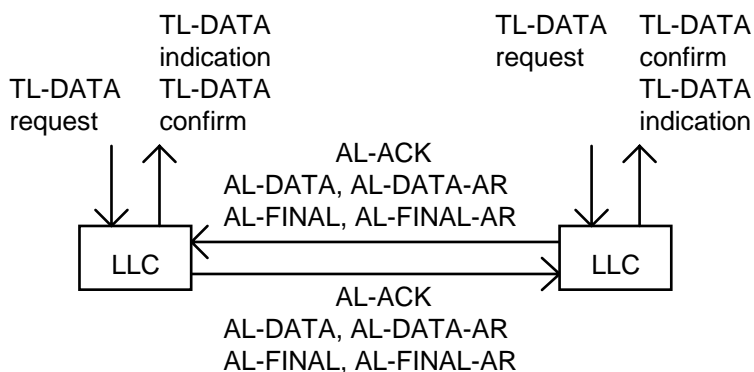 TL-DATA
indication
TL-DATA
confirm
TL-DATA
request
TL-DATA
request
TL-DATA
confirm
TL-DATA
indication
AL-ACK
AL-DATA, AL-DATA-AR
AL-FINAL, AL-FINAL-AR
LLC
LLC
AL-ACK
AL-DATA, AL-DATA-AR
AL-FINAL, AL-FINAL-AR